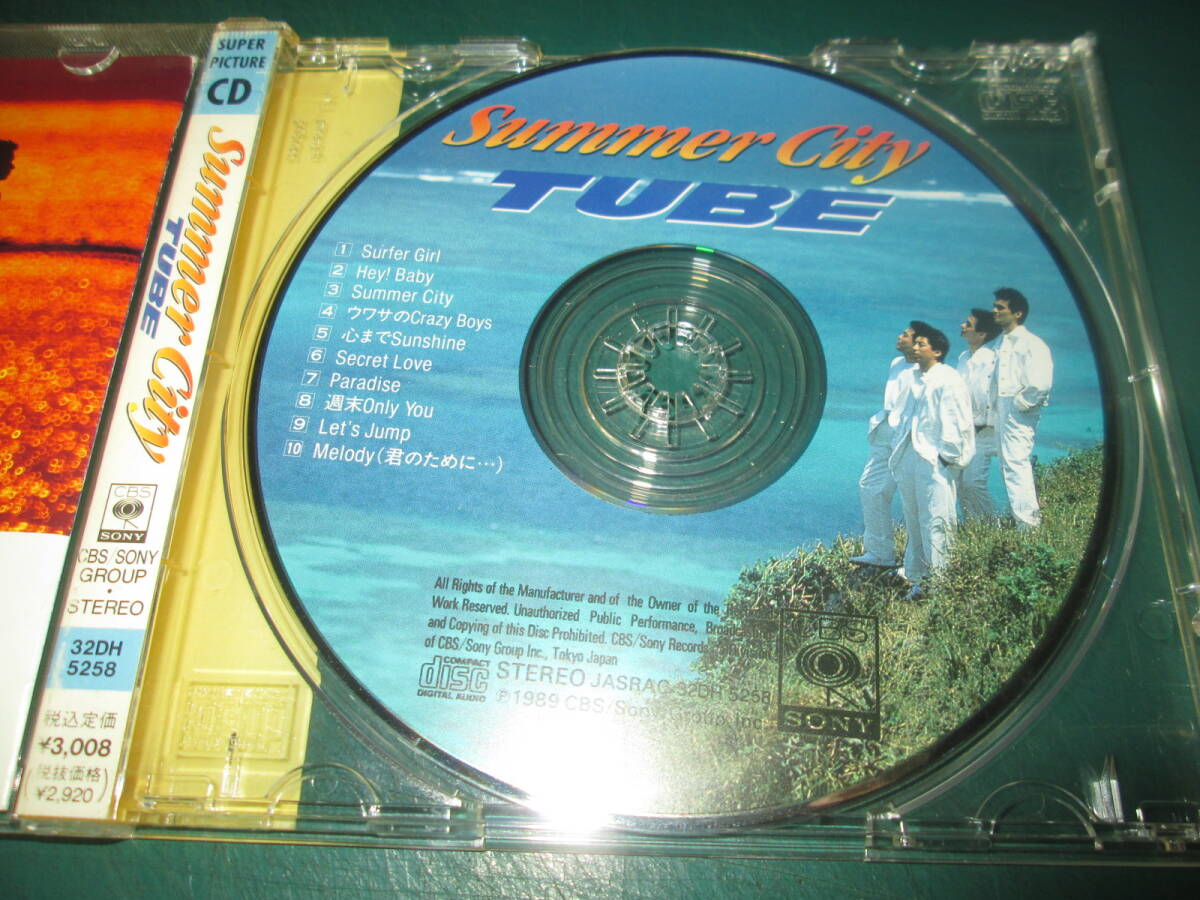 SUPER
PICTURE
CD
Summer City
TUBE
CBS
SONY
CBS/SONY
GROUP
・
STEREO
32DH
5258
税込定価
¥3,008
(税抜価格
¥2,920)
Summer City
TUBE
1 Surfer Girl
2 Hey! Baby
3 Summer City
4 ウワサのCrazy Boys
5 心までSunshine
6 Secret Love
7 Paradise
8 週末Only You
9 Let's Jump
10 Melody(君のために…)
All Rights of the Manufacturer and of the Owner of the
Work Reserved. Unauthorized Public Performance,
and Copying of this Disc Prohibited. CBS/Sony Records
of CBS/Sony Group Inc., Tokyo Japan
COMPACT
disc
DIGITAL AUDIO
STEREO JASRAC 32DH 5258
Ⓟ1989 CBS/Sony Group Inc.
CBS
SONY